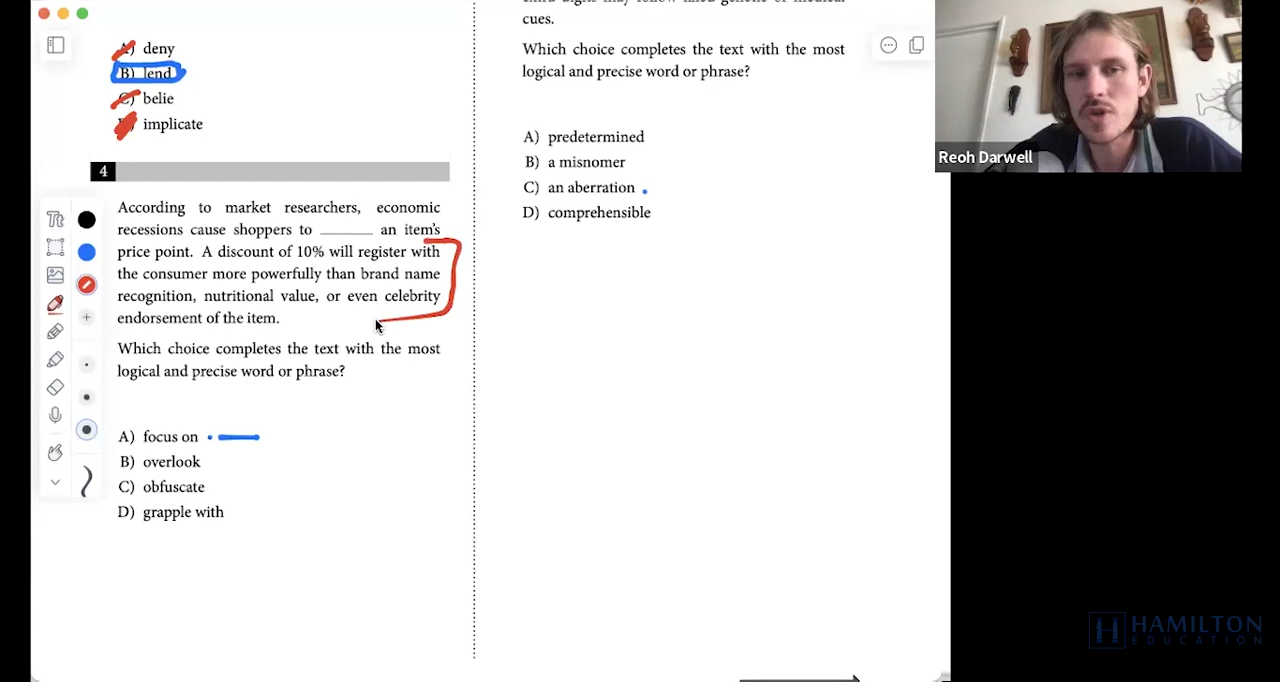 A) deny
B) lend
C) belie
implicate
4
According to market researchers, economic
recessions cause shoppers to ______ an item's
price point. A discount of 10% will register with
the consumer more powerfully than brand name
recognition, nutritional value, or even celebrity
endorsement of the item.
Which choice completes the text with the most
logical and precise word or phrase?
A) focus on
B) overlook
C) obfuscate
D) grapple with
cues.
Which choice completes the text with the most
logical and precise word or phrase?
A) predetermined
B) a misnomer
C) an aberration
D) comprehensible
Tt
Reoh Darwell
HAMILTON
EDUCATION